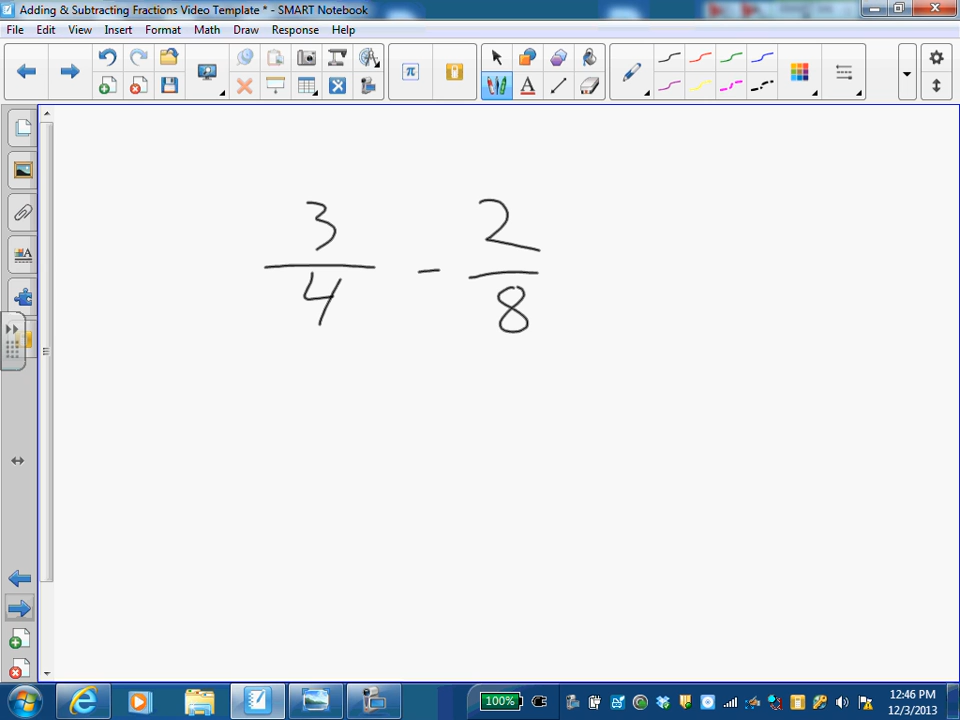 Adding & Subtracting Fractions Video Template * - SMART Notebook
File Edit View Insert Format Math Draw Response Help
3 2
- 
4 8
100%
12:46 PM
12/3/2013